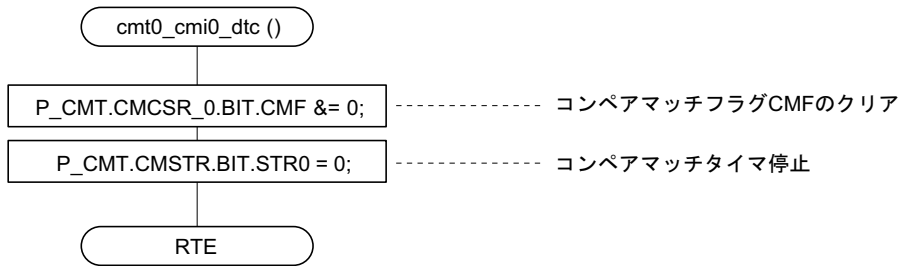 cmt0_cmi0_dtc ()
P_CMT.CMCSR_0.BIT.CMF &= 0;
コンペアマッチフラグCMFのクリア
P_CMT.CMSTR.BIT.STR0 = 0;
コンペアマッチタイマ停止
RTE